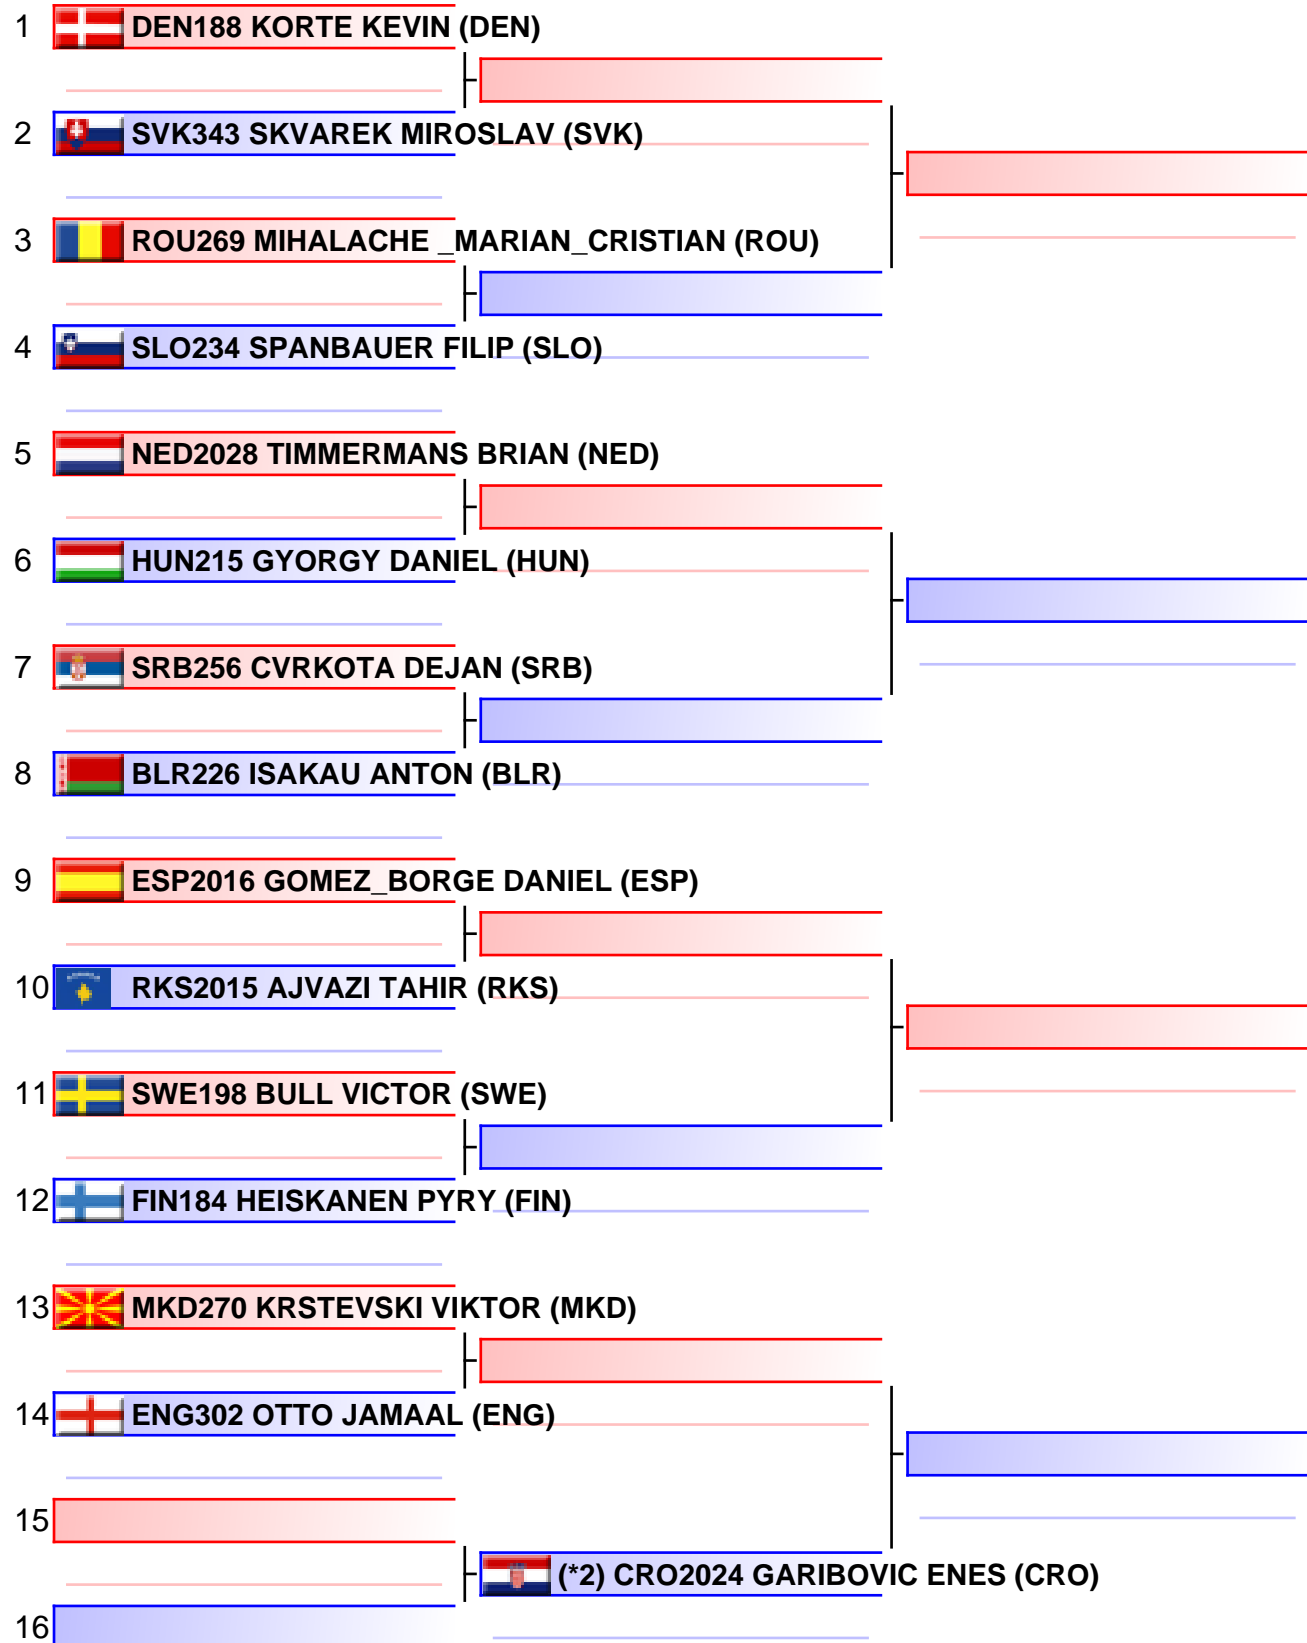 1 DEN188 KORTE KEVIN (DEN)
2 SVK343 SKVAREK MIROSLAV (SVK)
3 ROU269 MIHALACHE _MARIAN_CRISTIAN (ROU)
4 SLO234 SPANBAUER FILIP (SLO)
5 NED2028 TIMMERMANS BRIAN (NED)
6 HUN215 GYORGY DANIEL (HUN)
7 SRB256 CVRKOTA DEJAN (SRB)
8 BLR226 ISAKAU ANTON (BLR)
9 ESP2016 GOMEZ_BORGE DANIEL (ESP)
10 RKS2015 AJVAZI TAHIR (RKS)
11 SWE198 BULL VICTOR (SWE)
12 FIN184 HEISKANEN PYRY (FIN)
13 MKD270 KRSTEVSKI VIKTOR (MKD)
14 ENG302 OTTO JAMAAL (ENG)
15
(*2) CRO2024 GARIBOVIC ENES (CRO)
16